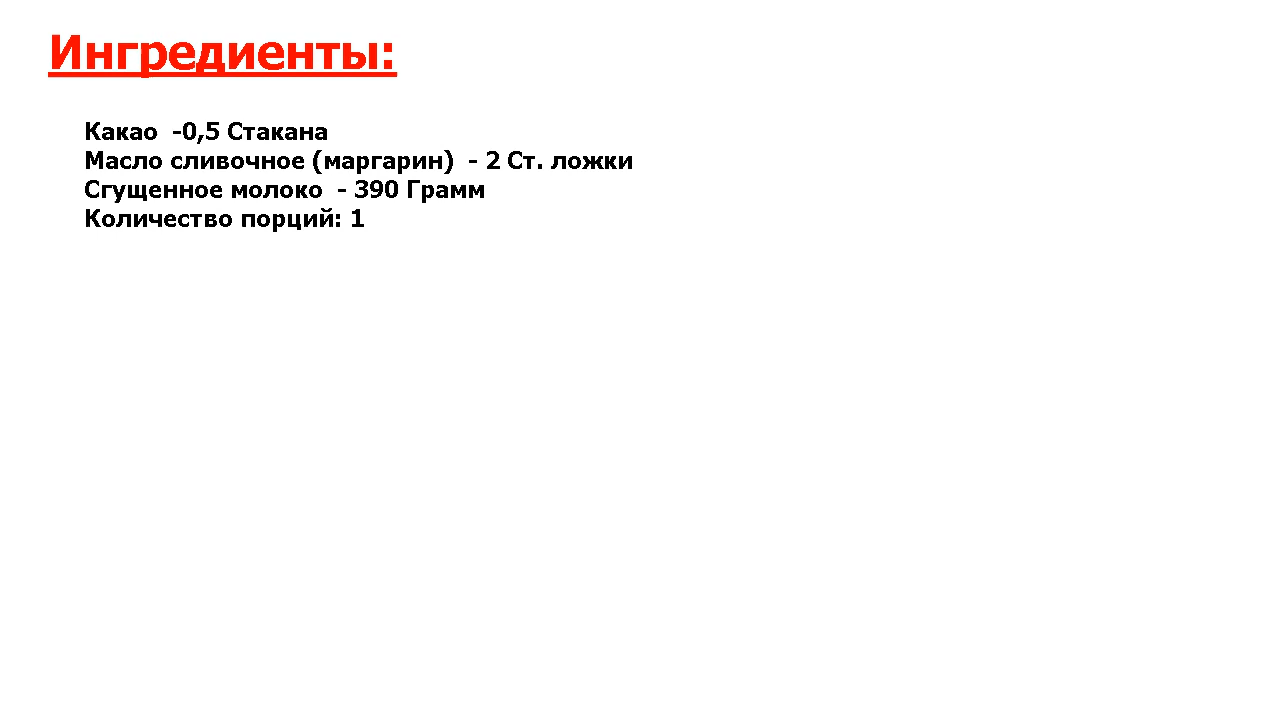 Ингредиенты:
Какао  -0,5 Стакана
Масло сливочное (маргарин)  - 2 Ст. ложки
Сгущенное молоко  - 390 Грамм
Количество порций: 1